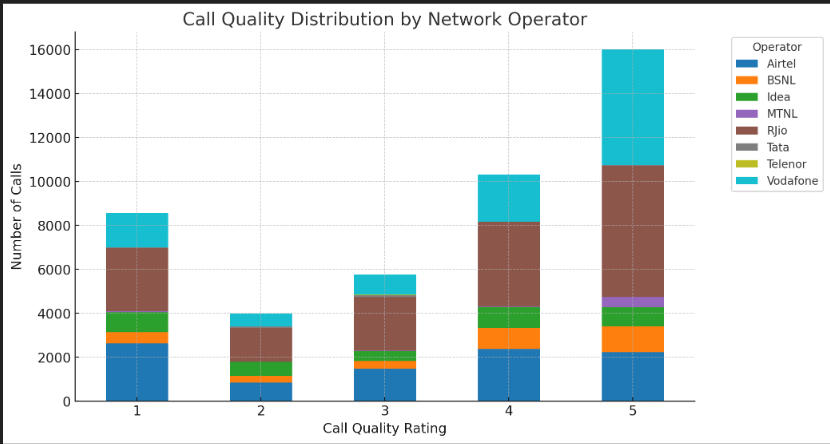 Call Quality Distribution by Network Operator
Number of Calls
16000
14000
12000
10000
8000
6000
4000
2000
0
1 2 3 4 5
Call Quality Rating
Operator
Airtel
BSNL
Idea
MTNL
RJio
Tata
Telenor
Vodafone